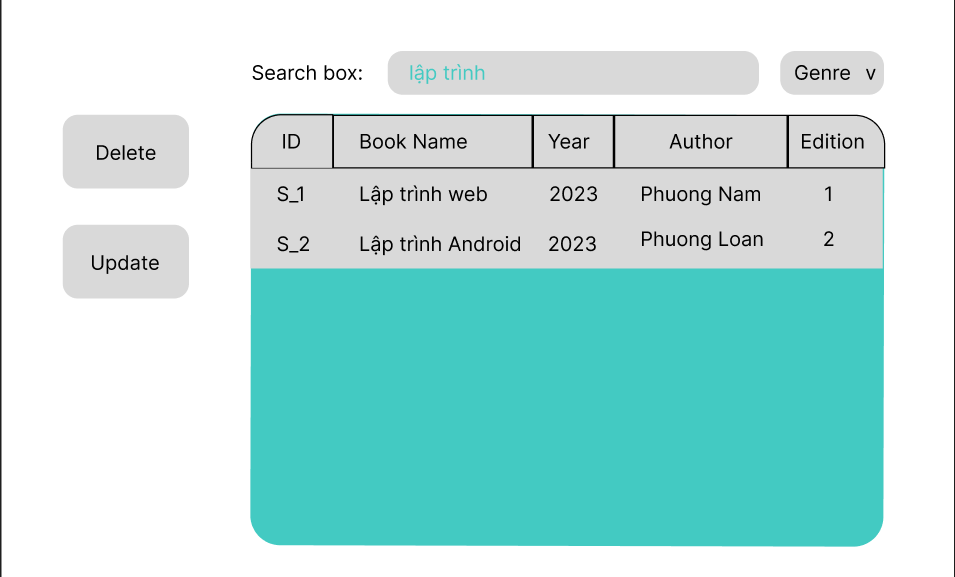 Search box: lập trình Genre v
Delete
Update
ID Book Name Year Author Edition
S_1 Lập trình web 2023 Phuong Nam 1
S_2 Lập trình Android 2023 Phuong Loan 2